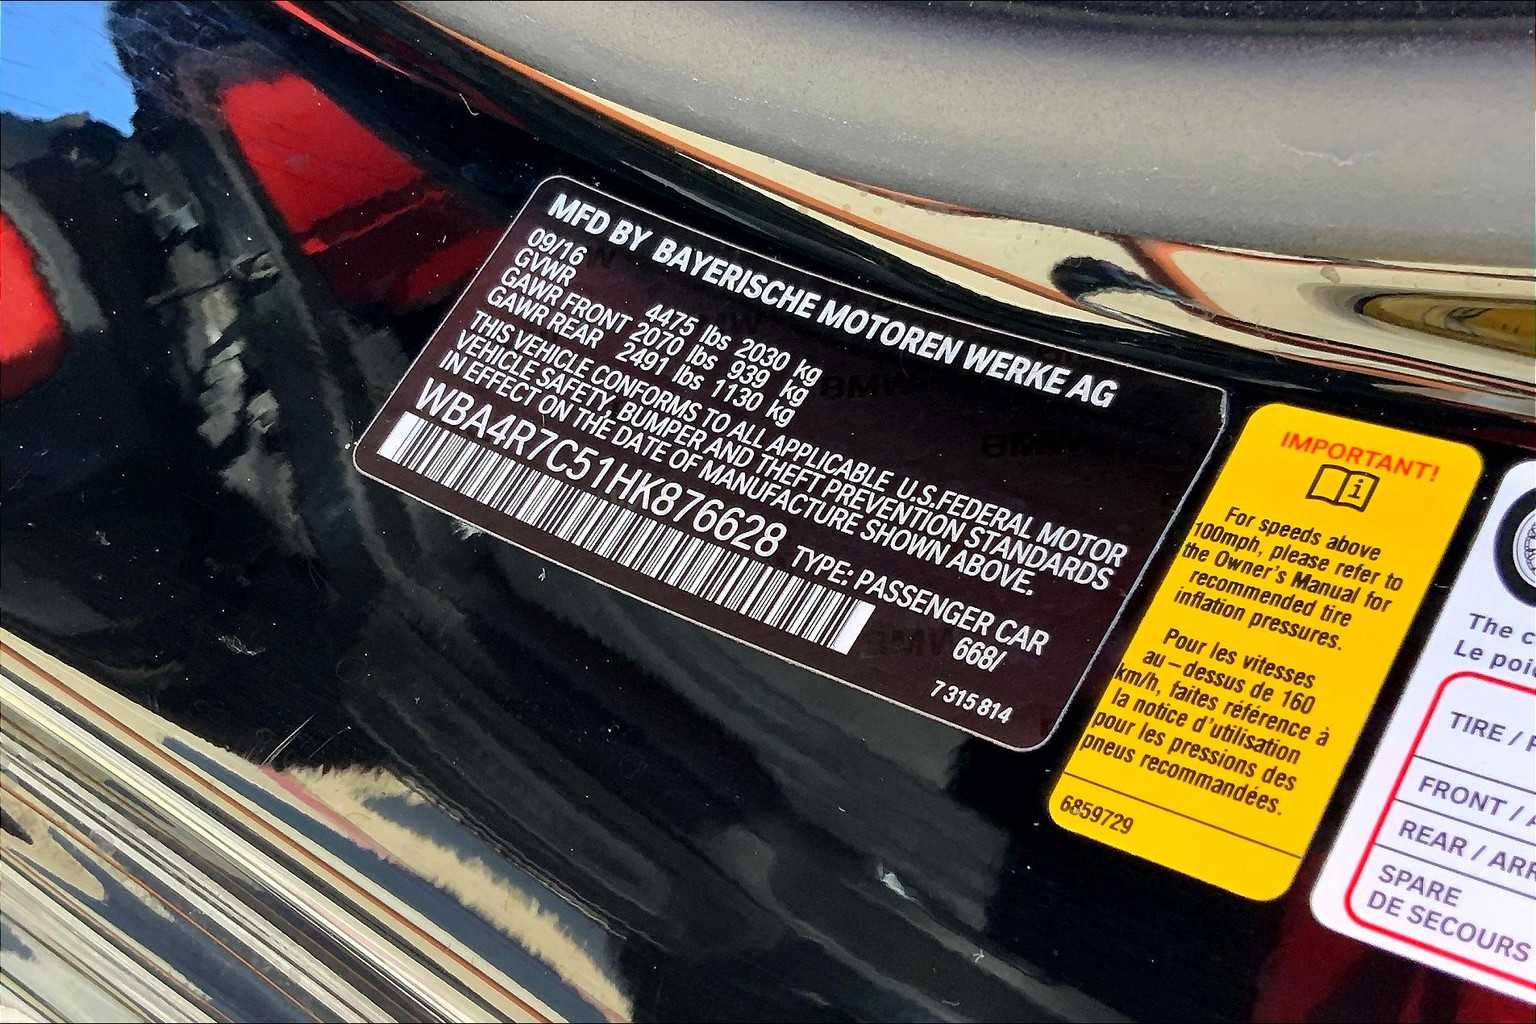 MFD BY BAYERISCHE MOTOREN WERKE AG
09/16
GVWR 4475 lbs 2030 kg
GAWR FRONT 2070 lbs 939 kg
GAWR REAR 2491 lbs 1130 kg
THIS VEHICLE CONFORMS TO ALL APPLICABLE U.S.FEDERAL MOTOR
VEHICLE SAFETY, BUMPER AND THEFT PREVENTION STANDARDS
IN EFFECT ON THE DATE OF MANUFACTURE SHOWN ABOVE.
WBA4R7C51HK876628 TYPE: PASSENGER CAR
668/
7 315 814
IMPORTANT!
i
For speeds above
100mph, please refer to
the Owner's Manual for
recommended tire
inflation pressures.
Pour les vitesses
au-dessus de 160
km/h, faites référence à
la notice d'utilisation
pour les pressions des
pneus recommandées.
6859729
The
Le
TIRE /
FRONT /
REAR /
SPARE
DE SECOURS